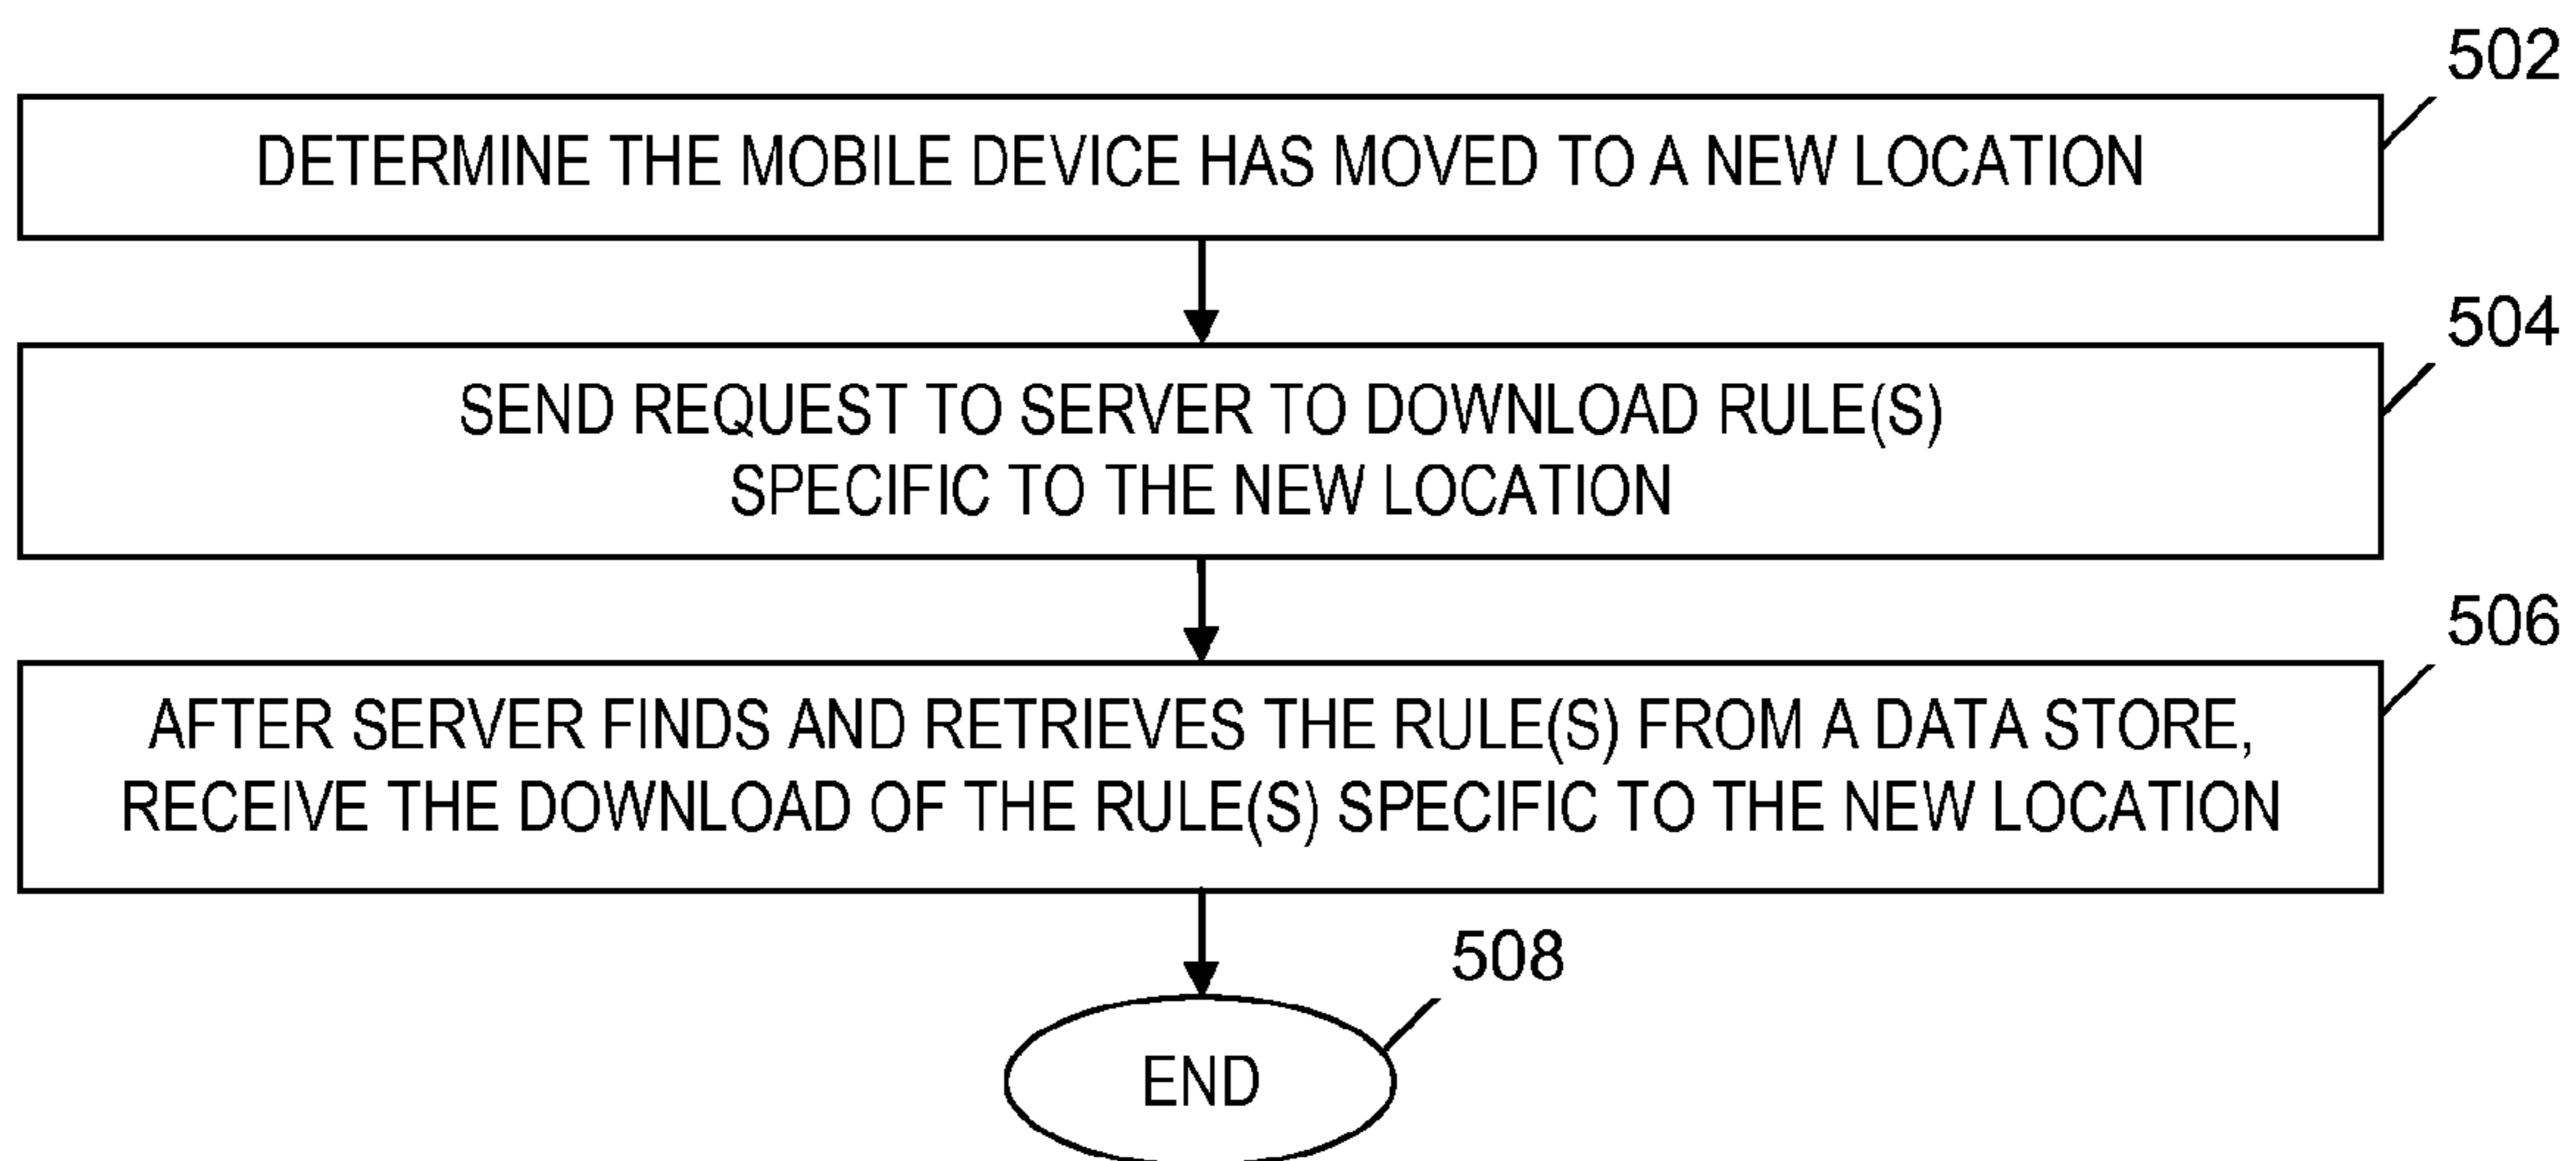 502
DETERMINE THE MOBILE DEVICE HAS MOVED TO A NEW LOCATION
504
SEND REQUEST TO SERVER TO DOWNLOAD RULE(S)
SPECIFIC TO THE NEW LOCATION
506
AFTER SERVER FINDS AND RETRIEVES THE RULE(S) FROM A DATA STORE,
RECEIVE THE DOWNLOAD OF THE RULE(S) SPECIFIC TO THE NEW LOCATION
508
END